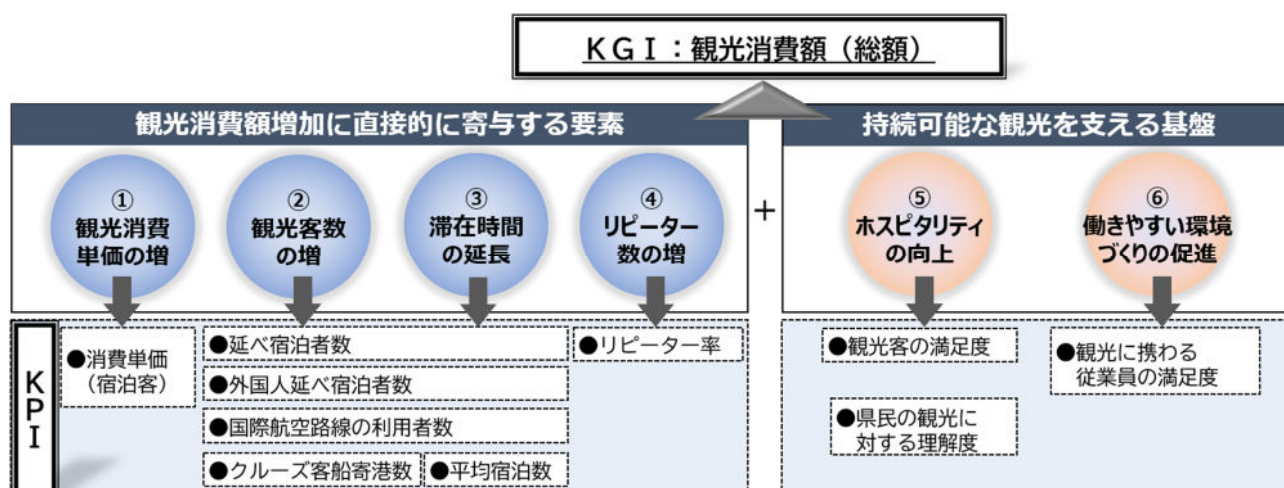 KGI：観光消費額（総額）
観光消費額増加に直接的に寄与する要素
①
観光消費
単価の増
②
観光客数
の増
③
滞在時間
の延長
④
リピーター
数の増
＋
持続可能な観光を支える基盤
⑤
ホスピタリティ
の向上
⑥
働きやすい環境
づくりの促進
KPI
●消費単価
（宿泊客）
●延べ宿泊者数
●外国人延べ宿泊者数
●国際航空路線の利用者数
●クルーズ客船寄港数
●平均宿泊数
●リピーター率
●観光客の満足度
●県民の観光に
対する理解度
●観光に携わる
従業員の満足度